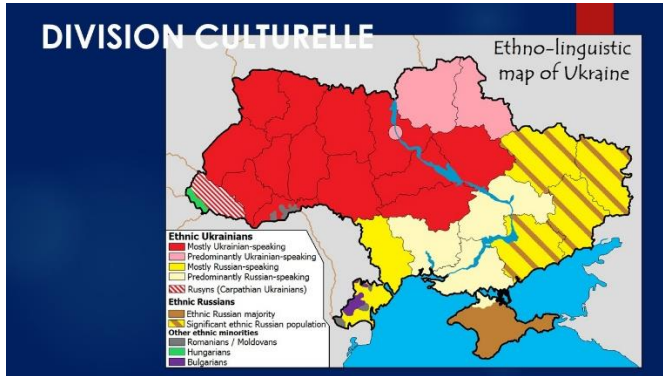 DIVISION CULTURELLE
Ethno-linguistic
map of Ukraine
Ethnic Ukrainians
Mostly Ukrainian-speaking
Predominantly Ukrainian-speaking
Mostly Russian-speaking
Predominantly Russian-speaking
Rusyns (Carpathian Ukrainians)
Ethnic Russians
Ethnic Russian majority
Significant ethnic Russian population
Other ethnic minorities
Romanians / Moldovans
Hungarians
Bulgarians